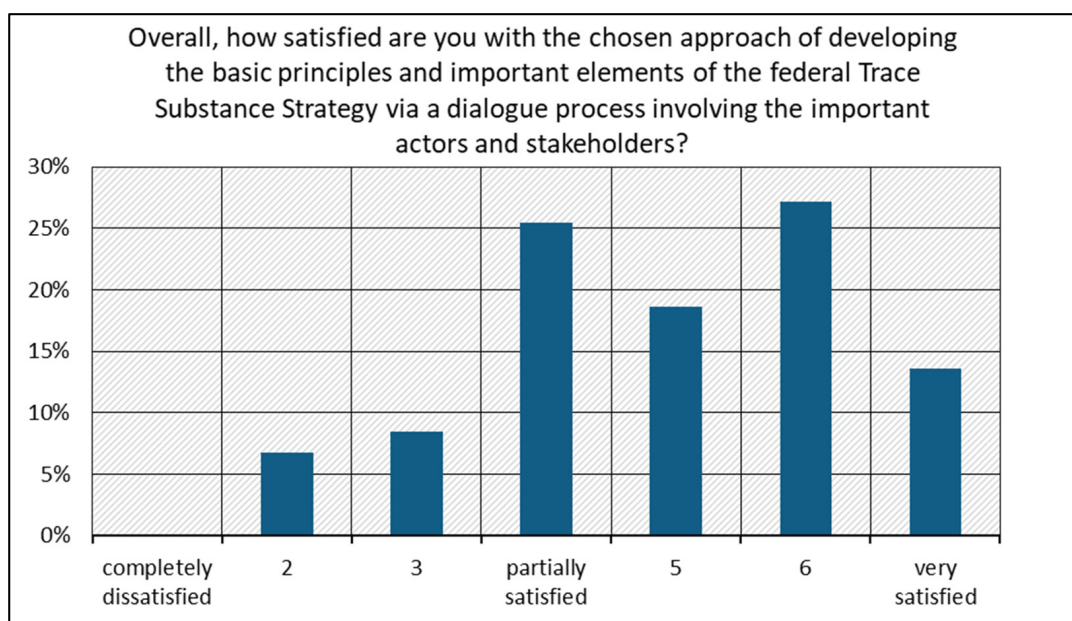 Overall, how satisfied are you with the chosen approach of developing
the basic principles and important elements of the federal Trace
Substance Strategy via a dialogue process involving the important
actors and stakeholders?
30%
25%
20%
15%
10%
5%
0%
completely dissatisfied
2
3
partially satisfied
5
6
very satisfied